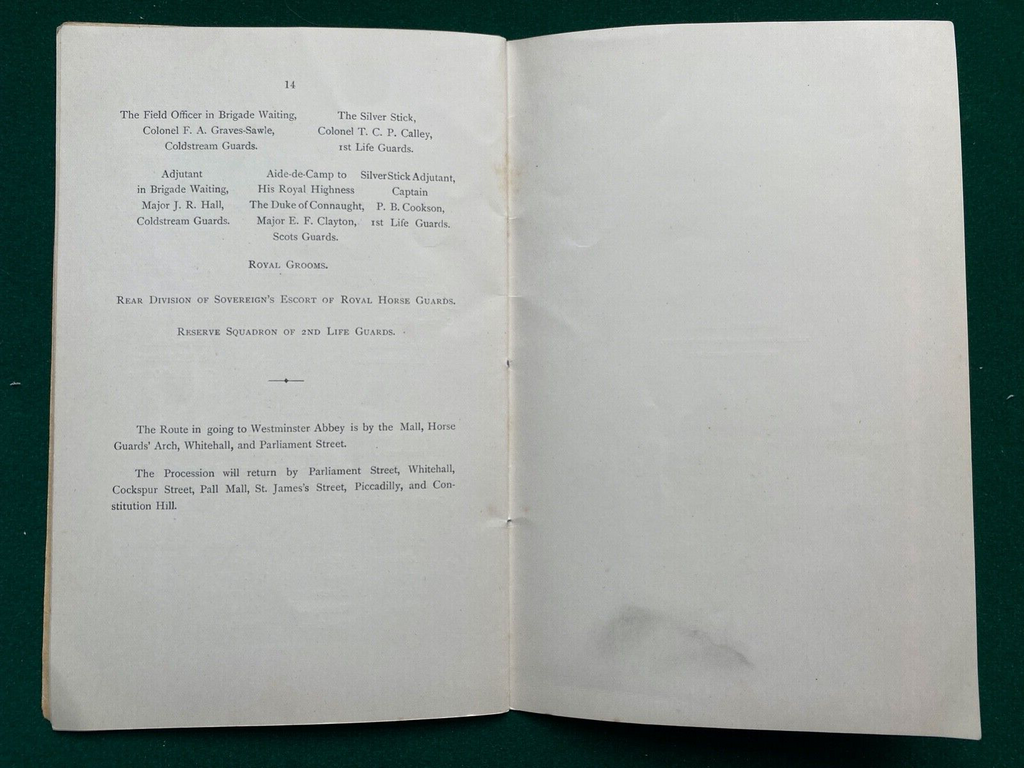 14
The Field Officer in Brigade Waiting,
Colonel F. A. Graves-Sawle,
Coldstream Guards.
The Silver Stick,
Colonel T. C. P. Calley,
1st Life Guards.
Adjutant
in Brigade Waiting,
Major J. R. Hall,
Coldstream Guards.
Aide-de-Camp to
His Royal Highness
The Duke of Connaught,
Major E. F. Clayton,
Scots Guards.
Silver Stick Adjutant,
Captain
P. B. Cookson,
1st Life Guards.
Royal Grooms.
Rear Division of Sovereign's Escort of Royal Horse Guards.
Reserve Squadron of 2nd Life Guards.
The Route in going to Westminster Abbey is by the Mall, Horse
Guards' Arch, Whitehall, and Parliament Street.
The Procession will return by Parliament Street, Whitehall,
Cockspur Street, Pall Mall, St. James's Street, Piccadilly, and Con-
stitution Hill.